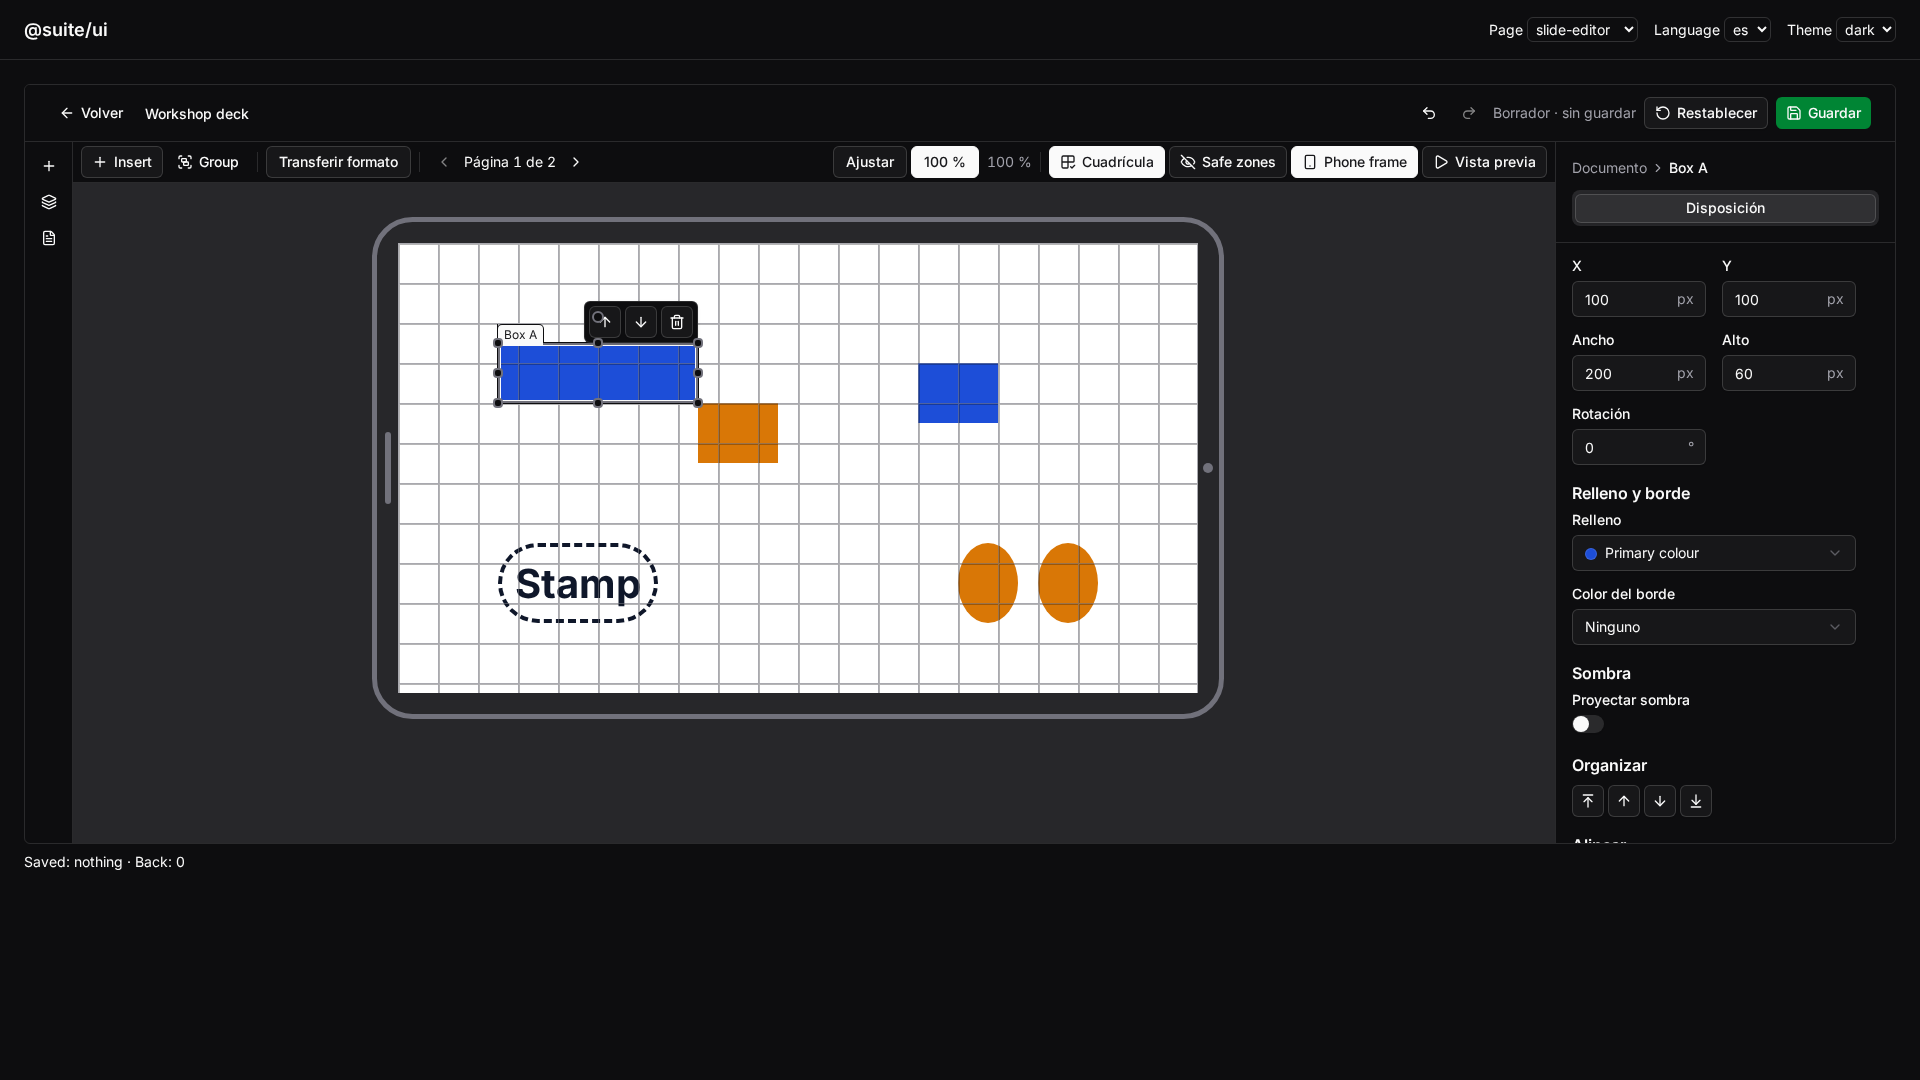 @suite/ui
Page slide-editor Language es Theme dark
Volver Workshop deck
Borrador · sin guardar Restablecer Guardar
Insert Group Transferir formato Página 1 de 2
Ajustar 100 % 100 % Cuadrícula Safe zones Phone frame Vista previa
Documento Box A
Disposición
X Y
100 px 100 px
Ancho Alto
200 px 60 px
Rotación
0 °
Relleno y borde
Relleno
Primary colour
Color del borde
Ninguno
Sombra
Proyectar sombra
Organizar
Box A
Stamp
Saved: nothing · Back: 0